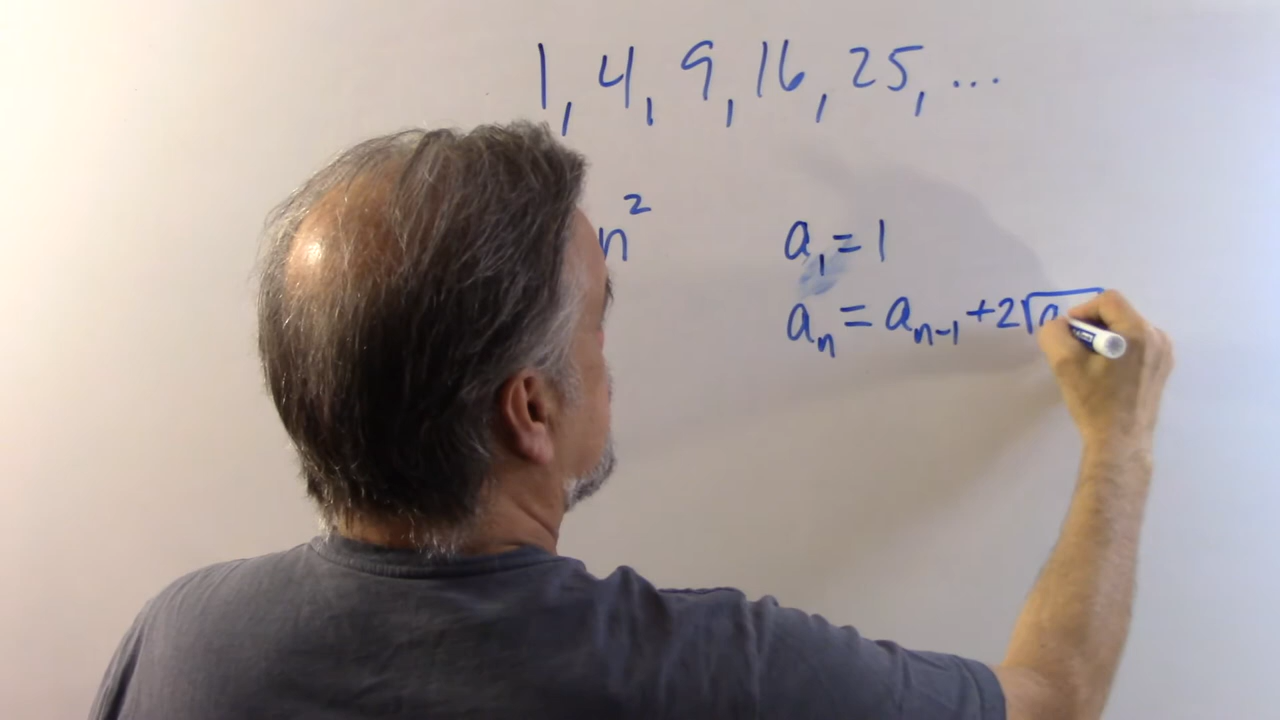 1, 4, 9, 16, 25, ...
n²
a₁ = 1
aₙ = aₙ₋₁ + 2√a